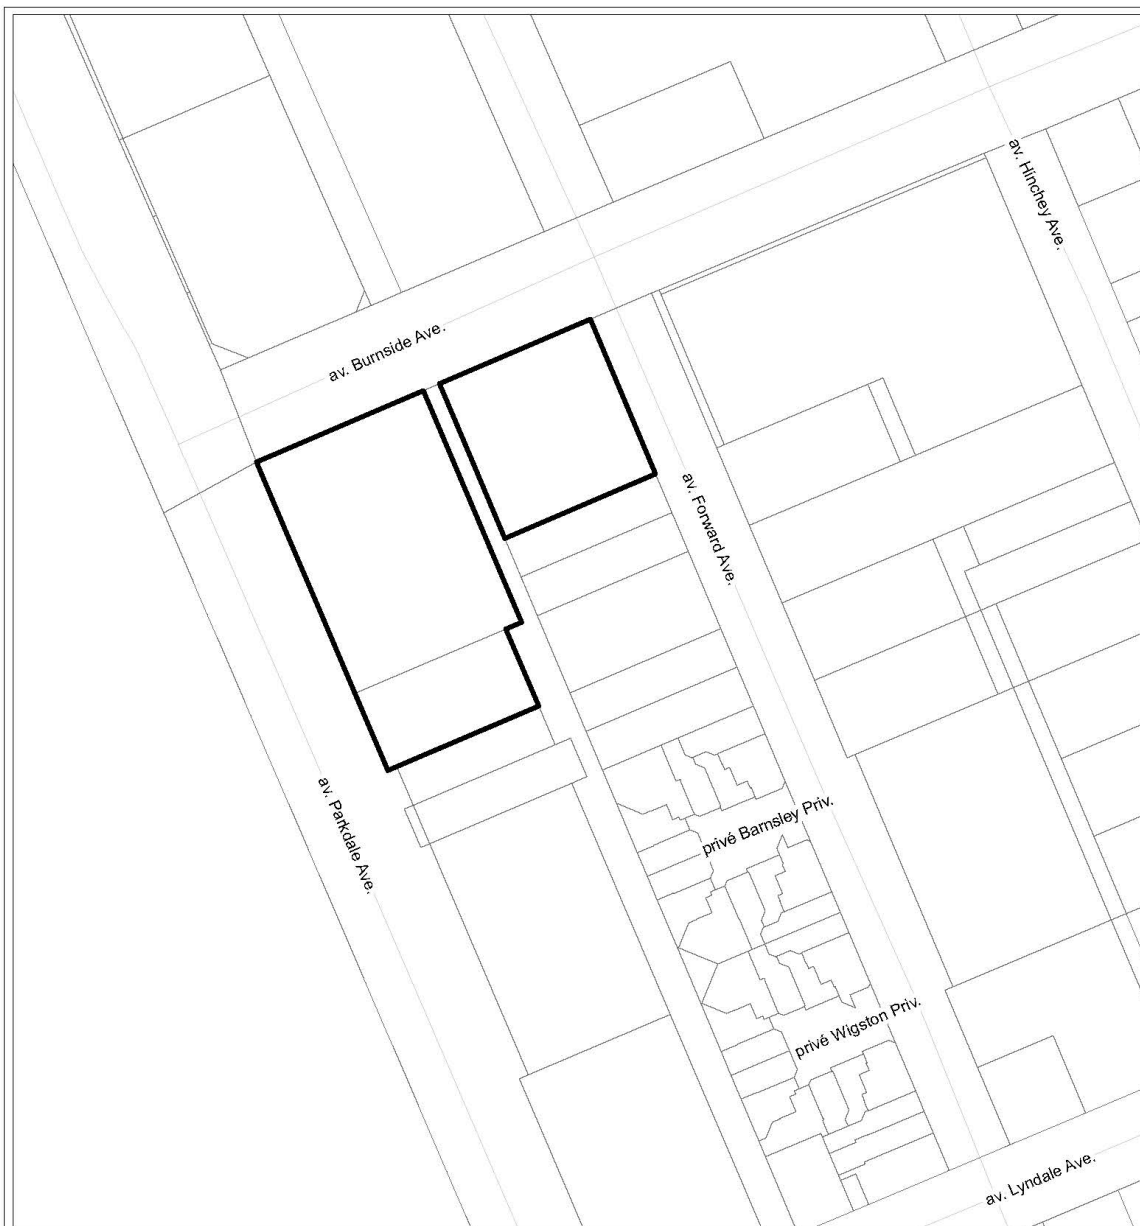 av. Hinchey Ave.
av. Burnside Ave.
av. Forward Ave.
av. Parkdale Ave.
privé Barnsley Priv.
privé Wigston Priv.
av. Lyndale Ave.